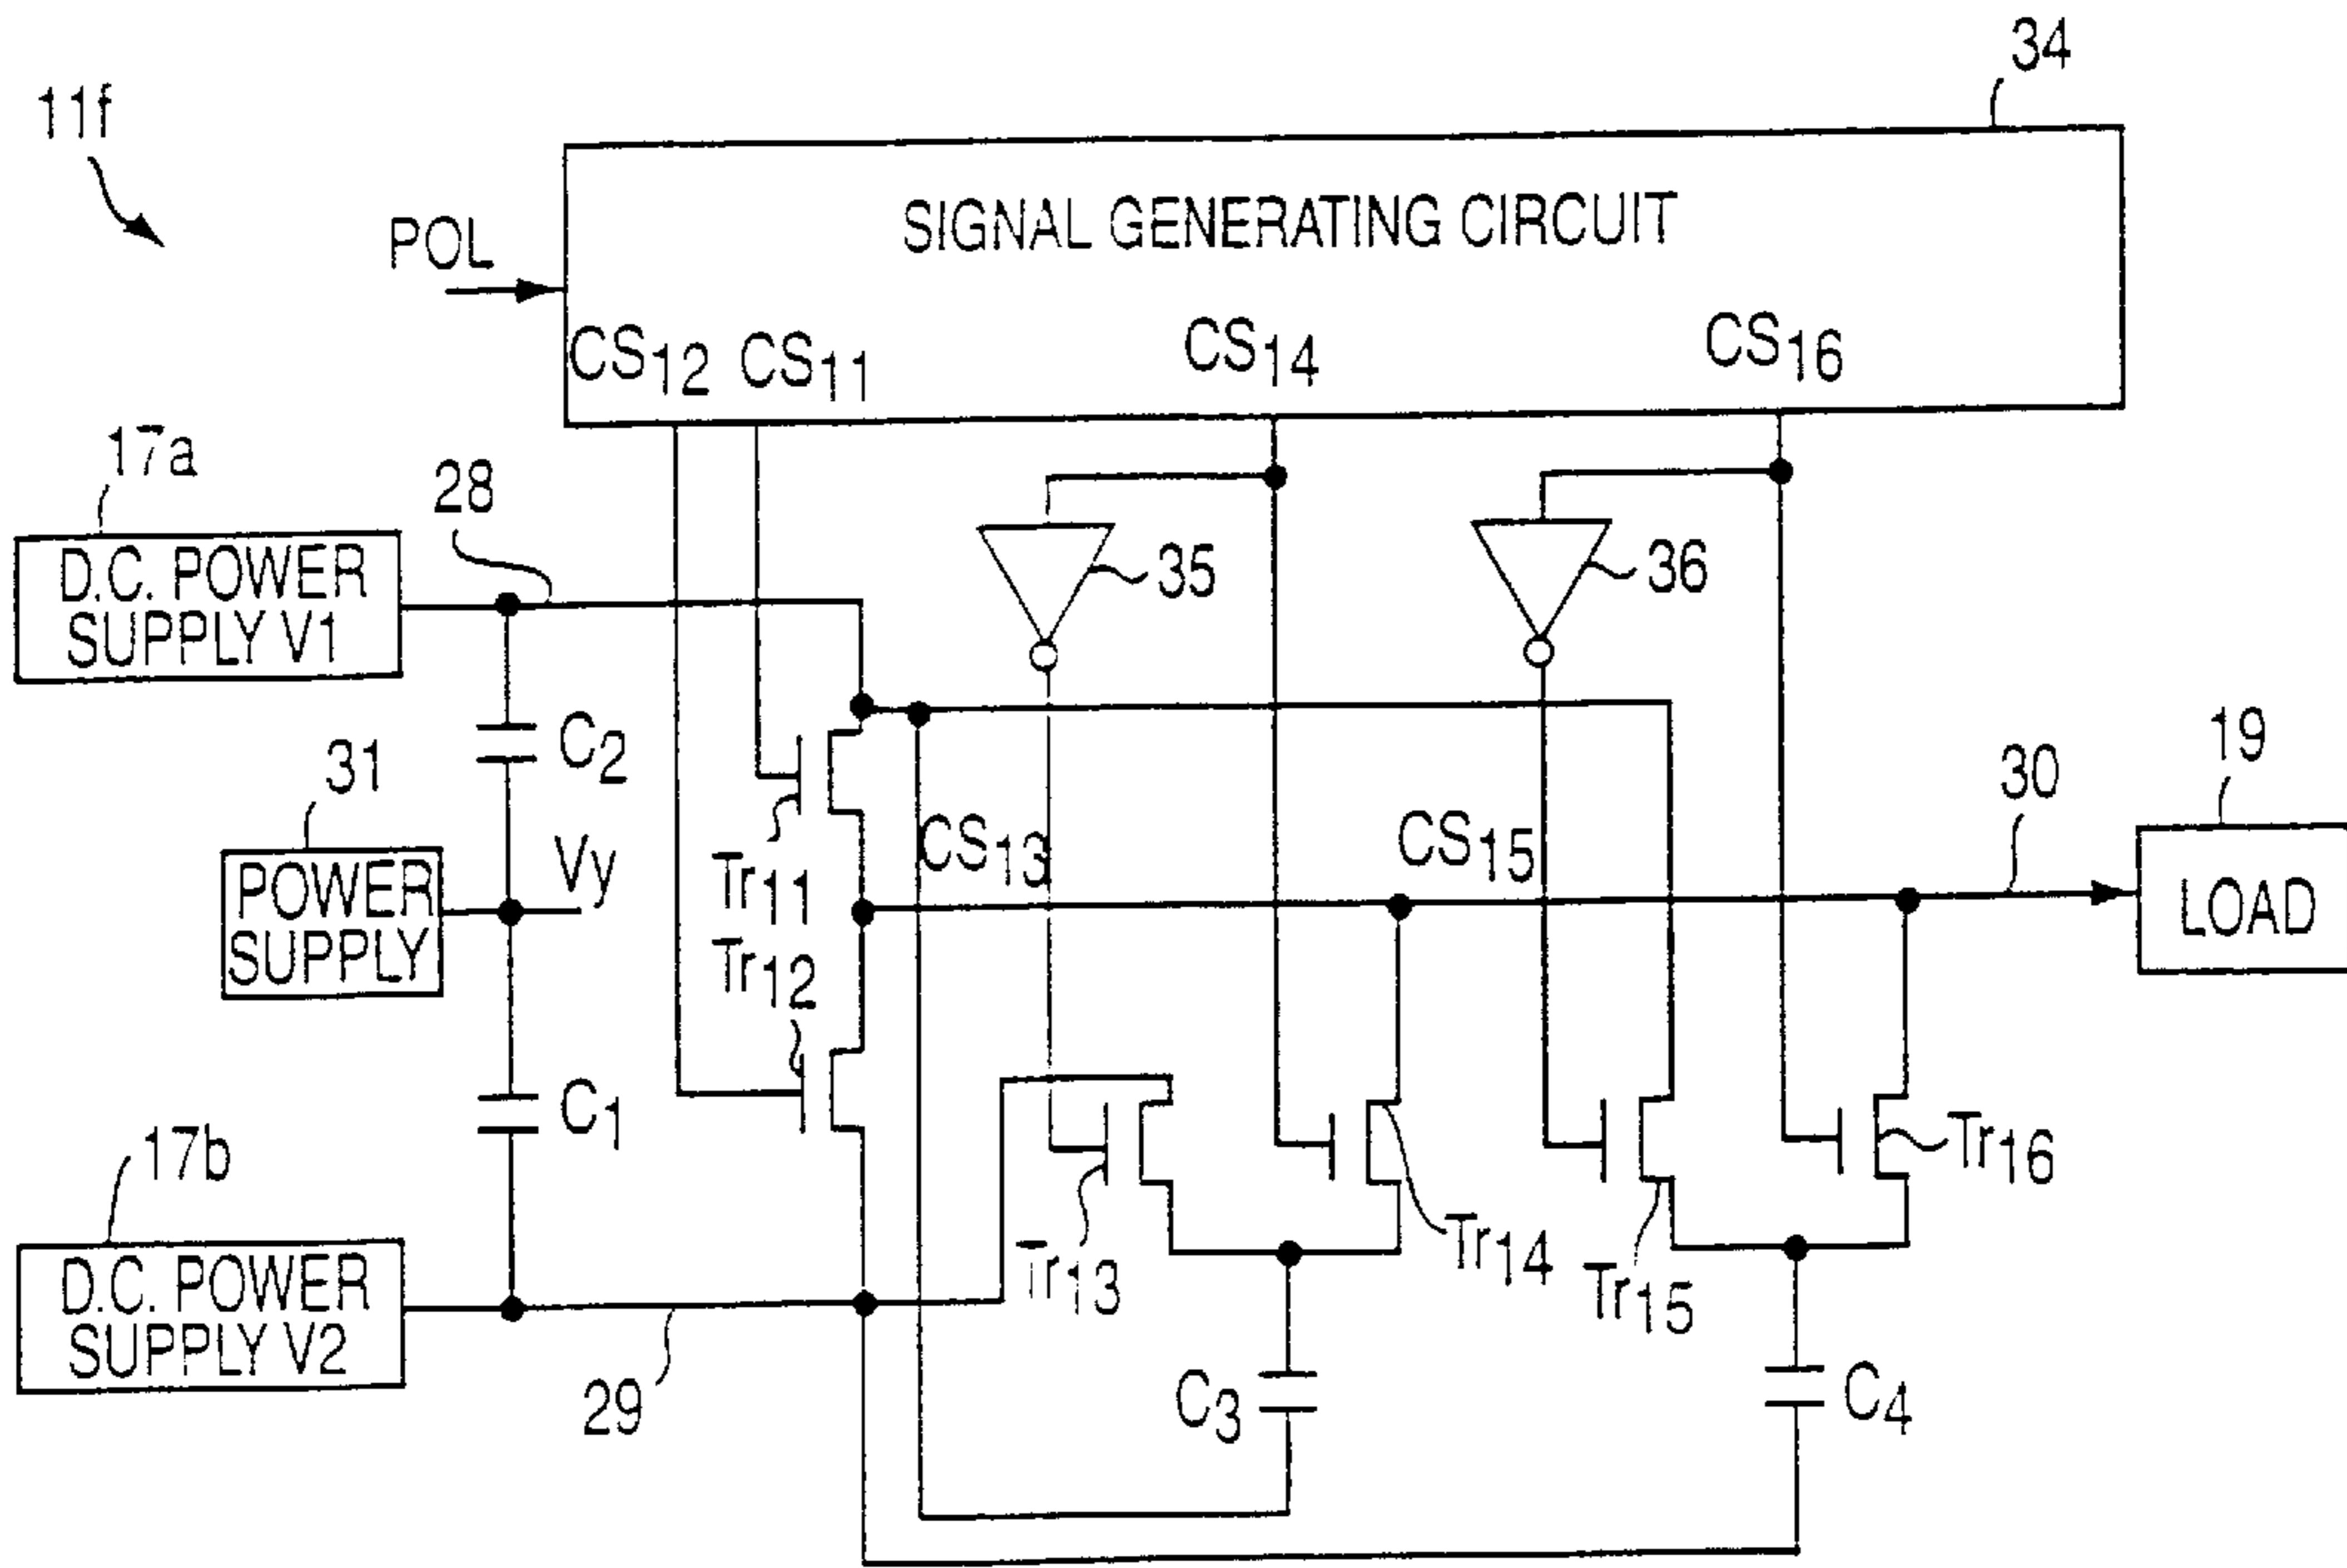 34
11f
SIGNAL GENERATING CIRCUIT
POL
CS12 CS11 CS14 CS16
17a
28
D.C. POWER
SUPPLY V1
35
36
C2
31
19
30
POWER
SUPPLY
Vy
Tr11
CS13
CS15
LOAD
Tr12
C1
17b
Tr16
Tr13
Tr14
Tr15
D.C. POWER
SUPPLY V2
29
C3
C4